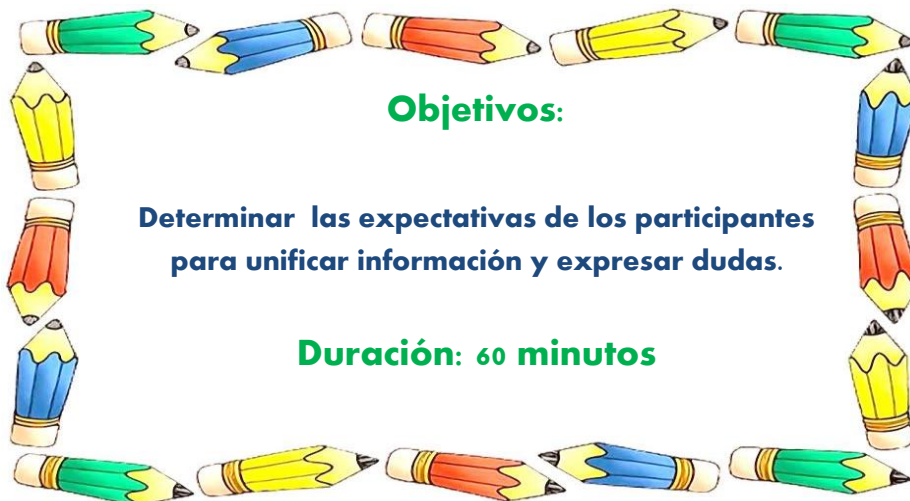 Objetivos:
Determinar las expectativas de los participantes
para unificar información y expresar dudas.
Duración: 60 minutos